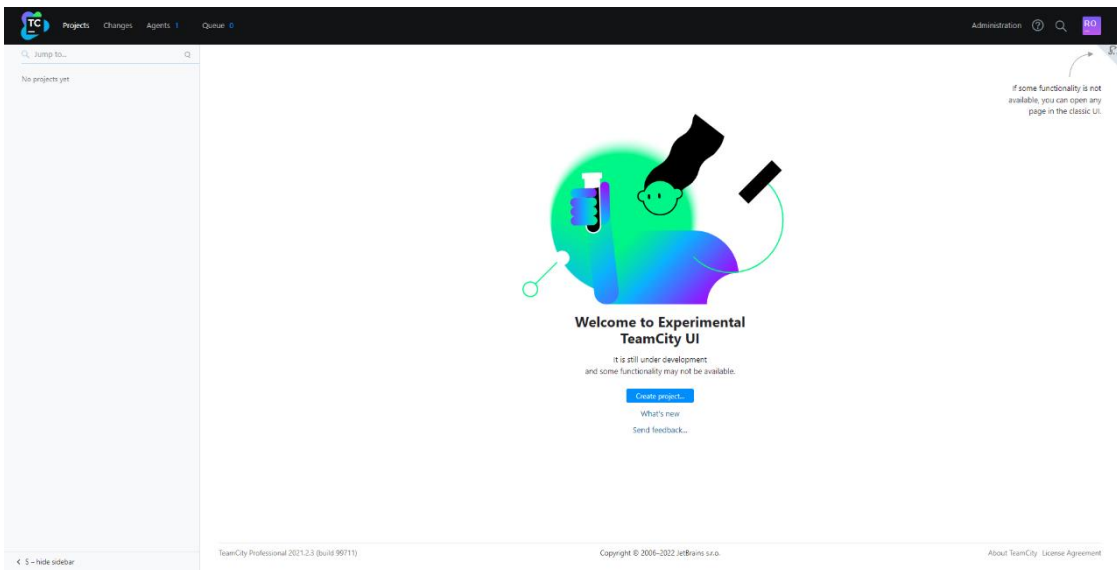 TC
Projects Changes Agents 1 Queue 0
Administration
RO
Jump to... Q
No projects yet
If some functionality is not
available, you can open any
page in the classic UI.
Welcome to Experimental
TeamCity UI
It is still under development
and some functionality may not be available.
Create project...
What's new
Send feedback...
TeamCity Professional 2021.2.3 (build 99711)
Copyright © 2006–2022 JetBrains s.r.o.
About TeamCity License Agreement
S – hide sidebar